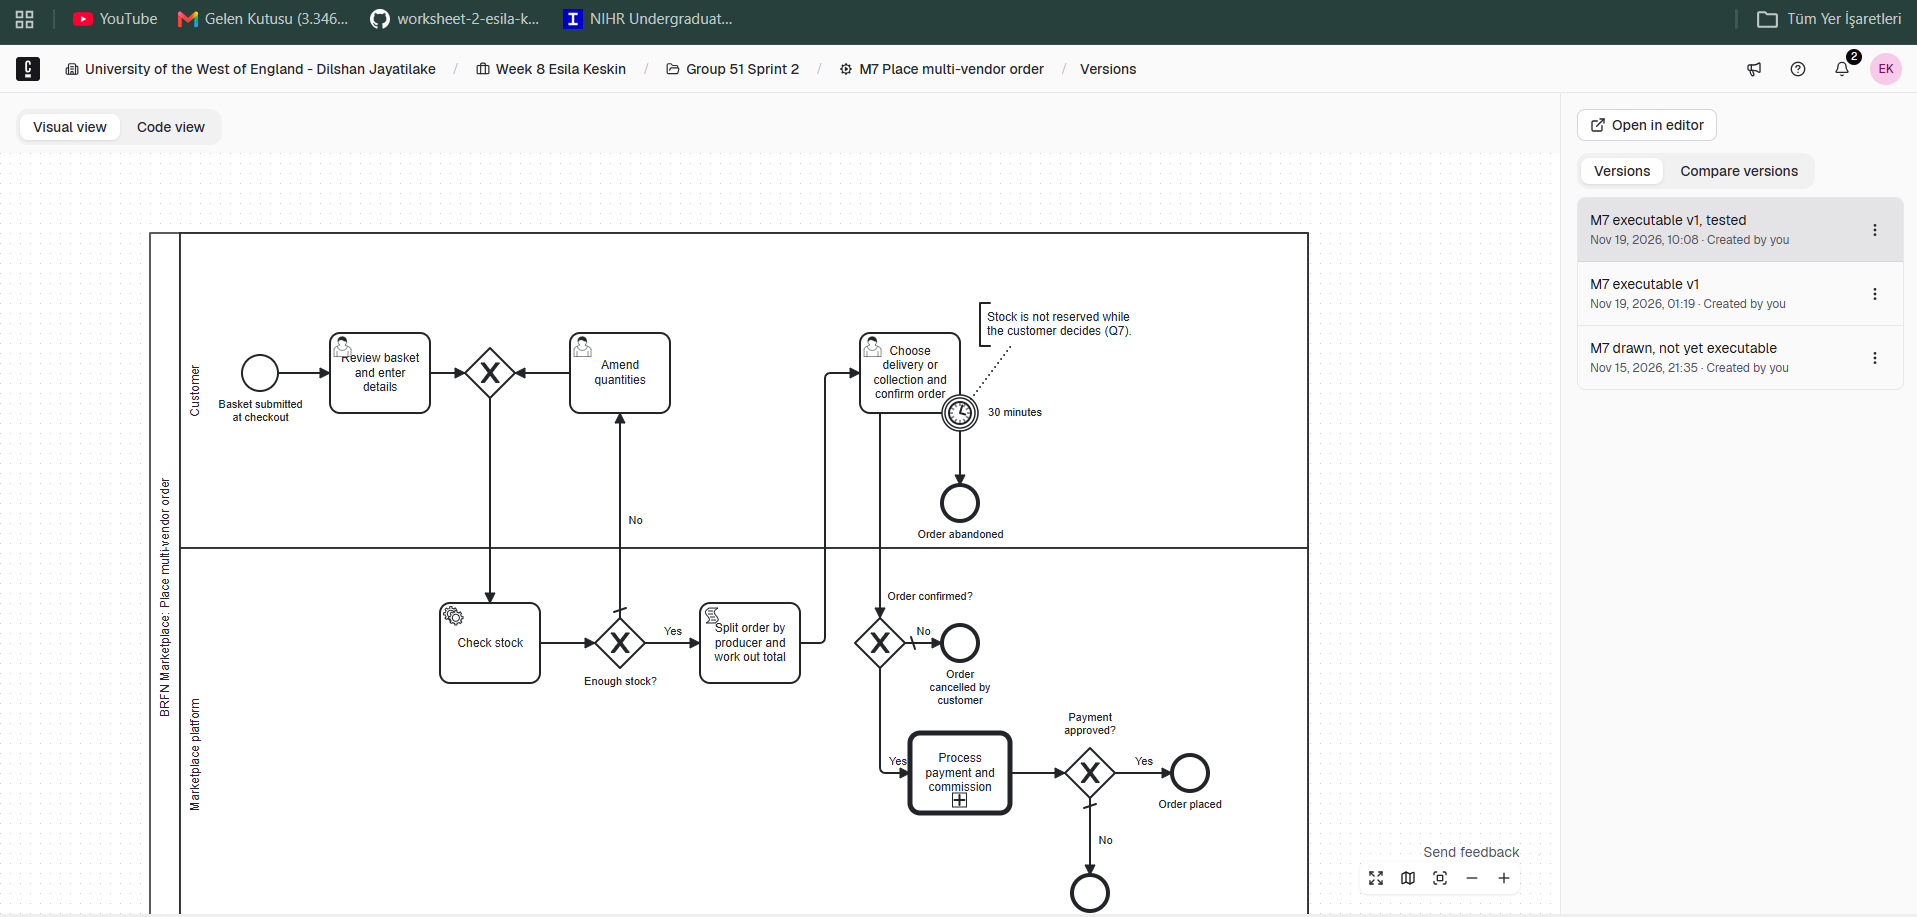 YouTube
Gelen Kutusu (3.346...
worksheet-2-esila-k...
NIHR Undergraduat...
Tüm Yer İşaretleri
University of the West of England - Dilshan Jayatilake / Week 8 Esila Keskin / Group 51 Sprint 2 / M7 Place multi-vendor order / Versions
2
EK
Visual view
Code view
Open in editor
Versions
Compare versions
M7 executable v1, tested
Nov 19, 2026, 10:08 · Created by you
M7 executable v1
Nov 19, 2026, 01:19 · Created by you
M7 drawn, not yet executable
Nov 15, 2026, 21:35 · Created by you
BRFN Marketplace: Place multi-vendor order
Customer
Basket submitted
at checkout
Review basket
and enter
details
Amend
quantities
Choose
delivery or
collection and
confirm order
Stock is not reserved while
the customer decides (Q7).
30 minutes
Order abandoned
No
Marketplace platform
Check stock
Enough stock?
Yes
Split order by
producer and
work out total
Order confirmed?
No
Order
cancelled by
customer
Yes
Process
payment and
commission
Payment
approved?
Yes
Order placed
No
Send feedback